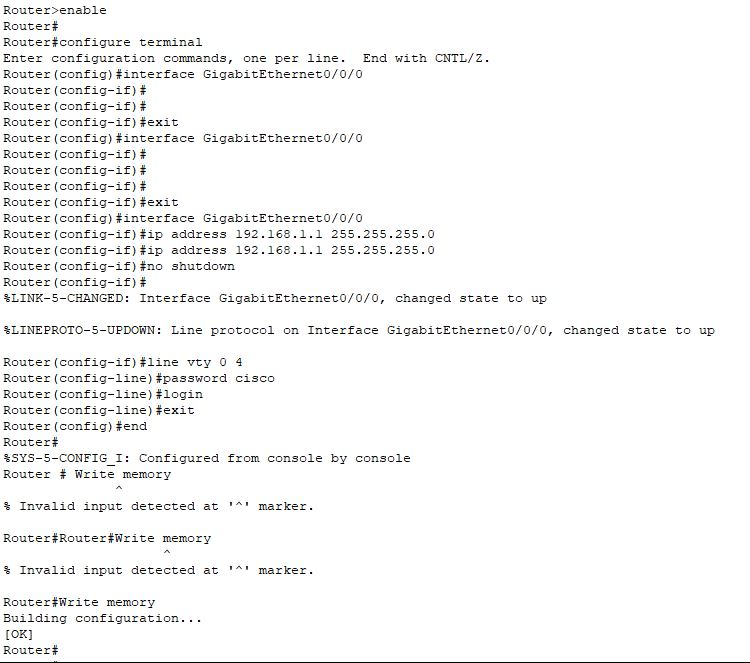 Router>enable
Router#
Router#configure terminal
Enter configuration commands, one per line.  End with CNTL/Z.
Router(config)#interface GigabitEthernet0/0/0
Router(config-if)#
Router(config-if)#
Router(config-if)#exit
Router(config)#interface GigabitEthernet0/0/0
Router(config-if)#
Router(config-if)#
Router(config-if)#
Router(config-if)#exit
Router(config)#interface GigabitEthernet0/0/0
Router(config-if)#ip address 192.168.1.1 255.255.255.0
Router(config-if)#ip address 192.168.1.1 255.255.255.0
Router(config-if)#no shutdown
Router(config-if)#
%LINK-5-CHANGED: Interface GigabitEthernet0/0/0, changed state to up
%LINEPROTO-5-UPDOWN: Line protocol on Interface GigabitEthernet0/0/0, changed state to up
Router(config-if)#line vty 0 4
Router(config-line)#password cisco
Router(config-line)#login
Router(config-line)#exit
Router(config)#end
Router#
%SYS-5-CONFIG_I: Configured from console by console
Router # Write memory
^
% Invalid input detected at '^' marker.
Router#Router#Write memory
^
% Invalid input detected at '^' marker.
Router#Write memory
Building configuration...
[OK]
Router#